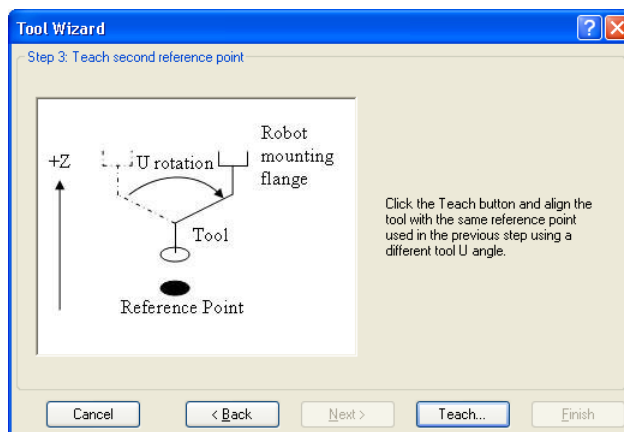 Tool Wizard
Step 3: Teach second reference point
+Z
U rotation
Robot
mounting
flange
Tool
Reference Point
Click the Teach button and align the
tool with the same reference point
used in the previous step using a
different tool U angle.
Cancel
< Back
Next >
Teach...
Finish